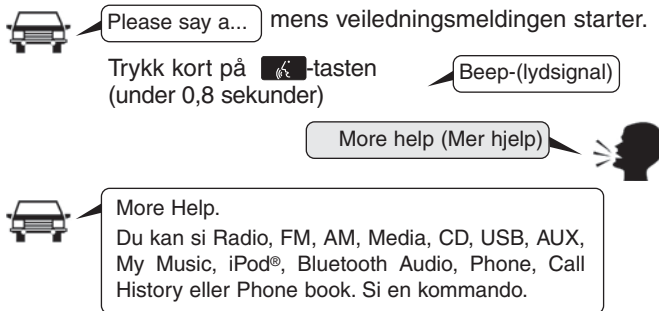 Please say a... mens veiledningsmeldingen starter.
Trykk kort på -tasten
(under 0,8 sekunder)
Beep-(lydsignal)
More help (Mer hjelp)
More Help.
Du kan si Radio, FM, AM, Media, CD, USB, AUX,
My Music, iPod®, Bluetooth Audio, Phone, Call
History eller Phone book. Si en kommando.